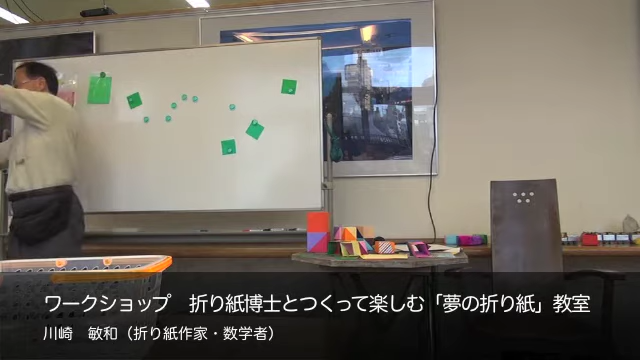 ワークショップ　折り紙博士とつくって楽しむ「夢の折り紙」教室
川崎　敏和（折り紙作家・数学者）